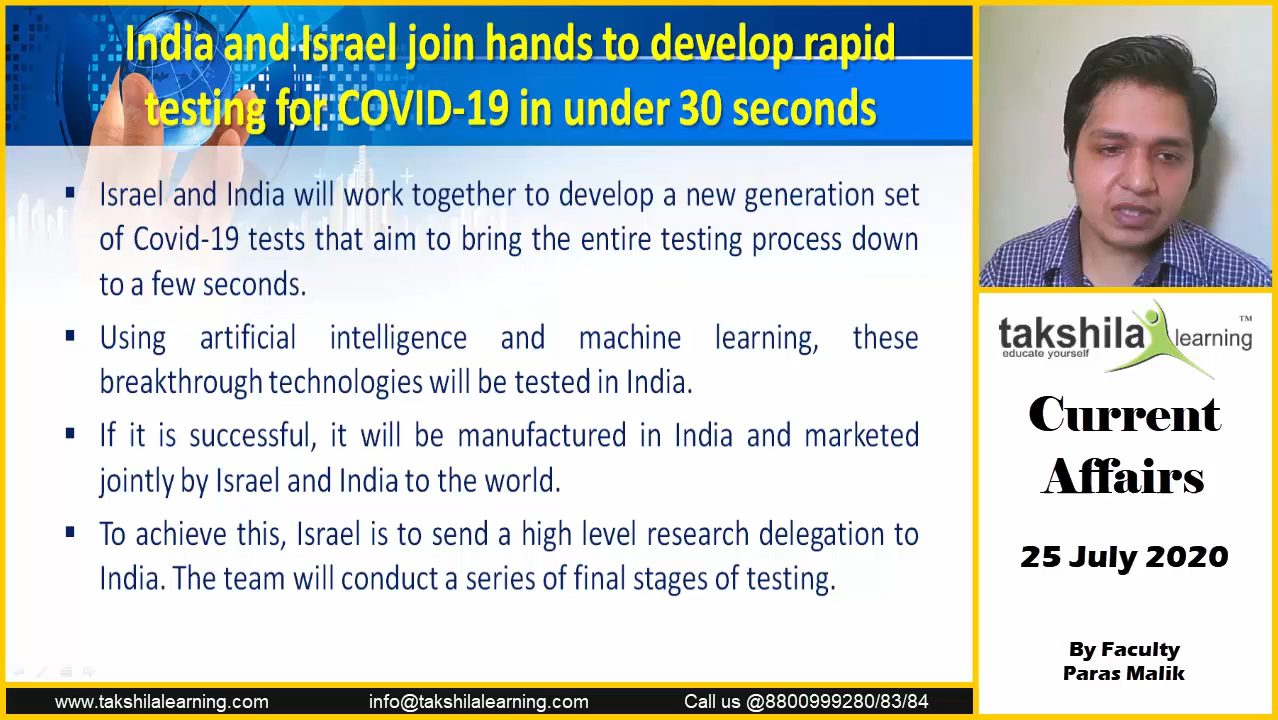 India and Israel join hands to develop rapid
testing for COVID-19 in under 30 seconds
▪ Israel and India will work together to develop a new generation set
of Covid-19 tests that aim to bring the entire testing process down
to a few seconds.
▪ Using artificial intelligence and machine learning, these
breakthrough technologies will be tested in India.
▪ If it is successful, it will be manufactured in India and marketed
jointly by Israel and India to the world.
▪ To achieve this, Israel is to send a high level research delegation to
India. The team will conduct a series of final stages of testing.
www.takshilalearning.com info@takshilalearning.com Call us @8800999280/83/84
takshila learning ™
educate yourself
Current
Affairs
25 July 2020
By Faculty
Paras Malik